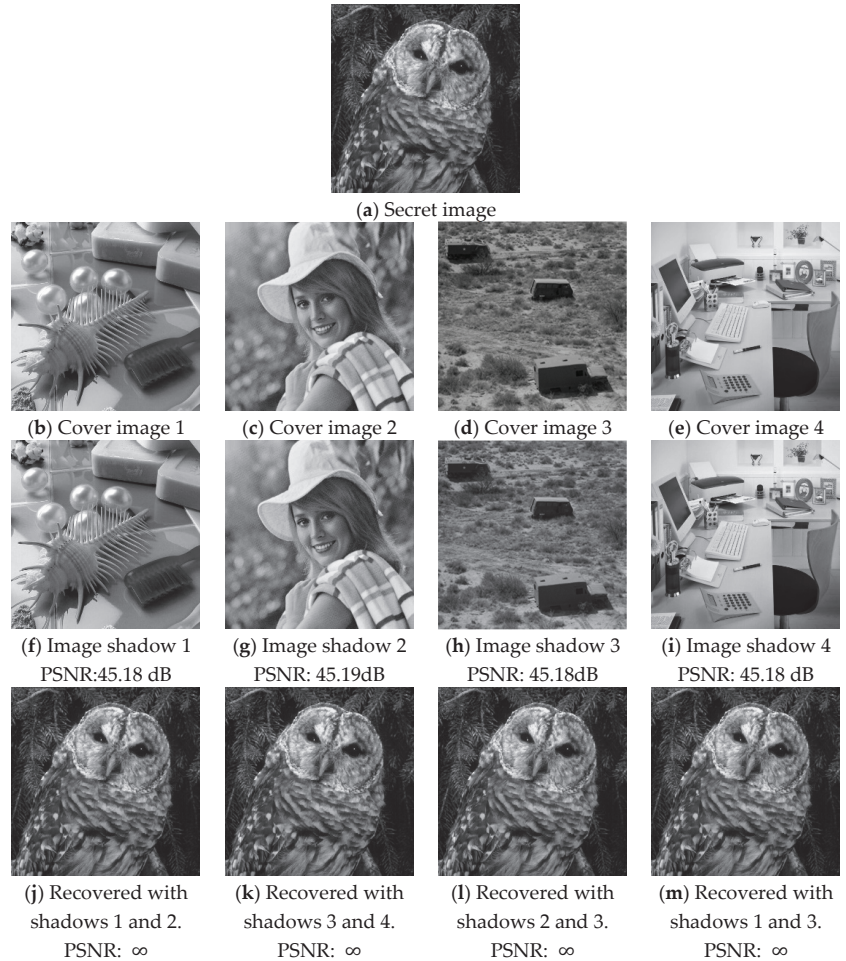 (a) Secret image
(b) Cover image 1
(c) Cover image 2
(d) Cover image 3
(e) Cover image 4
(f) Image shadow 1
PSNR:45.18 dB
(g) Image shadow 2
PSNR: 45.19dB
(h) Image shadow 3
PSNR: 45.18dB
(i) Image shadow 4
PSNR: 45.18 dB
(j) Recovered with
shadows 1 and 2.
PSNR: ∞
(k) Recovered with
shadows 3 and 4.
PSNR: ∞
(l) Recovered with
shadows 2 and 3.
PSNR: ∞
(m) Recovered with
shadows 1 and 3.
PSNR: ∞